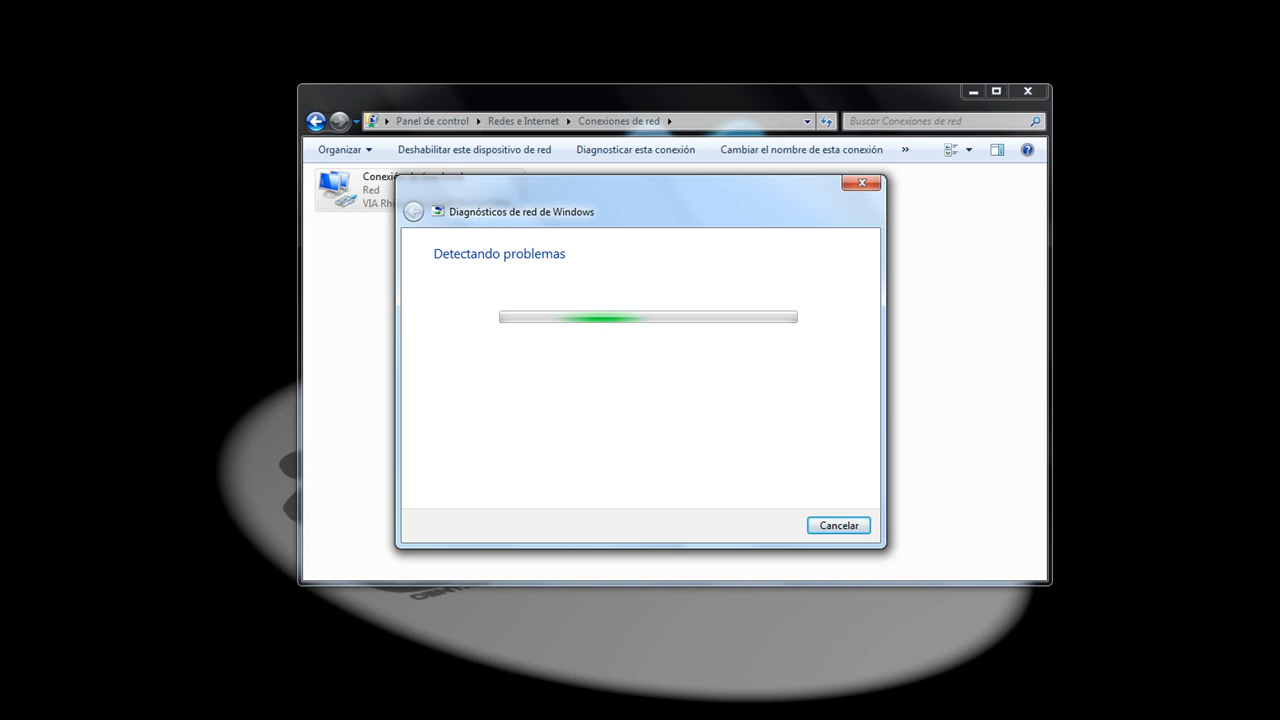 Panel de control
Redes e Internet
Conexiones de red
Buscar Conexiones de red
Organizar
Deshabilitar este dispositivo de red
Diagnosticar esta conexión
Cambiar el nombre de esta conexión
»
Red
VIA
Diagnósticos de red de Windows
Detectando problemas
Cancelar